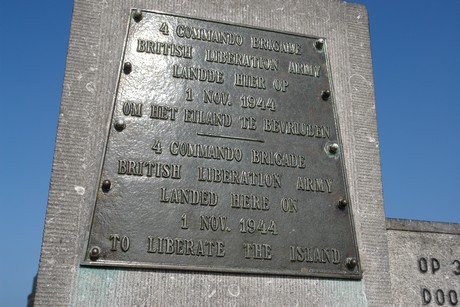 4 COMMANDO BRIGADE
BRITISH LIBERATION ARMY
LANDDE HIER OP
1 NOV. 1944
OM HET EILAND TE BEVRIJDEN
4 COMMANDO BRIGADE
BRITISH LIBERATION ARMY
LANDED HERE ON
1 NOV. 1944
TO LIBERATE THE ISLAND
OP 3
DOO